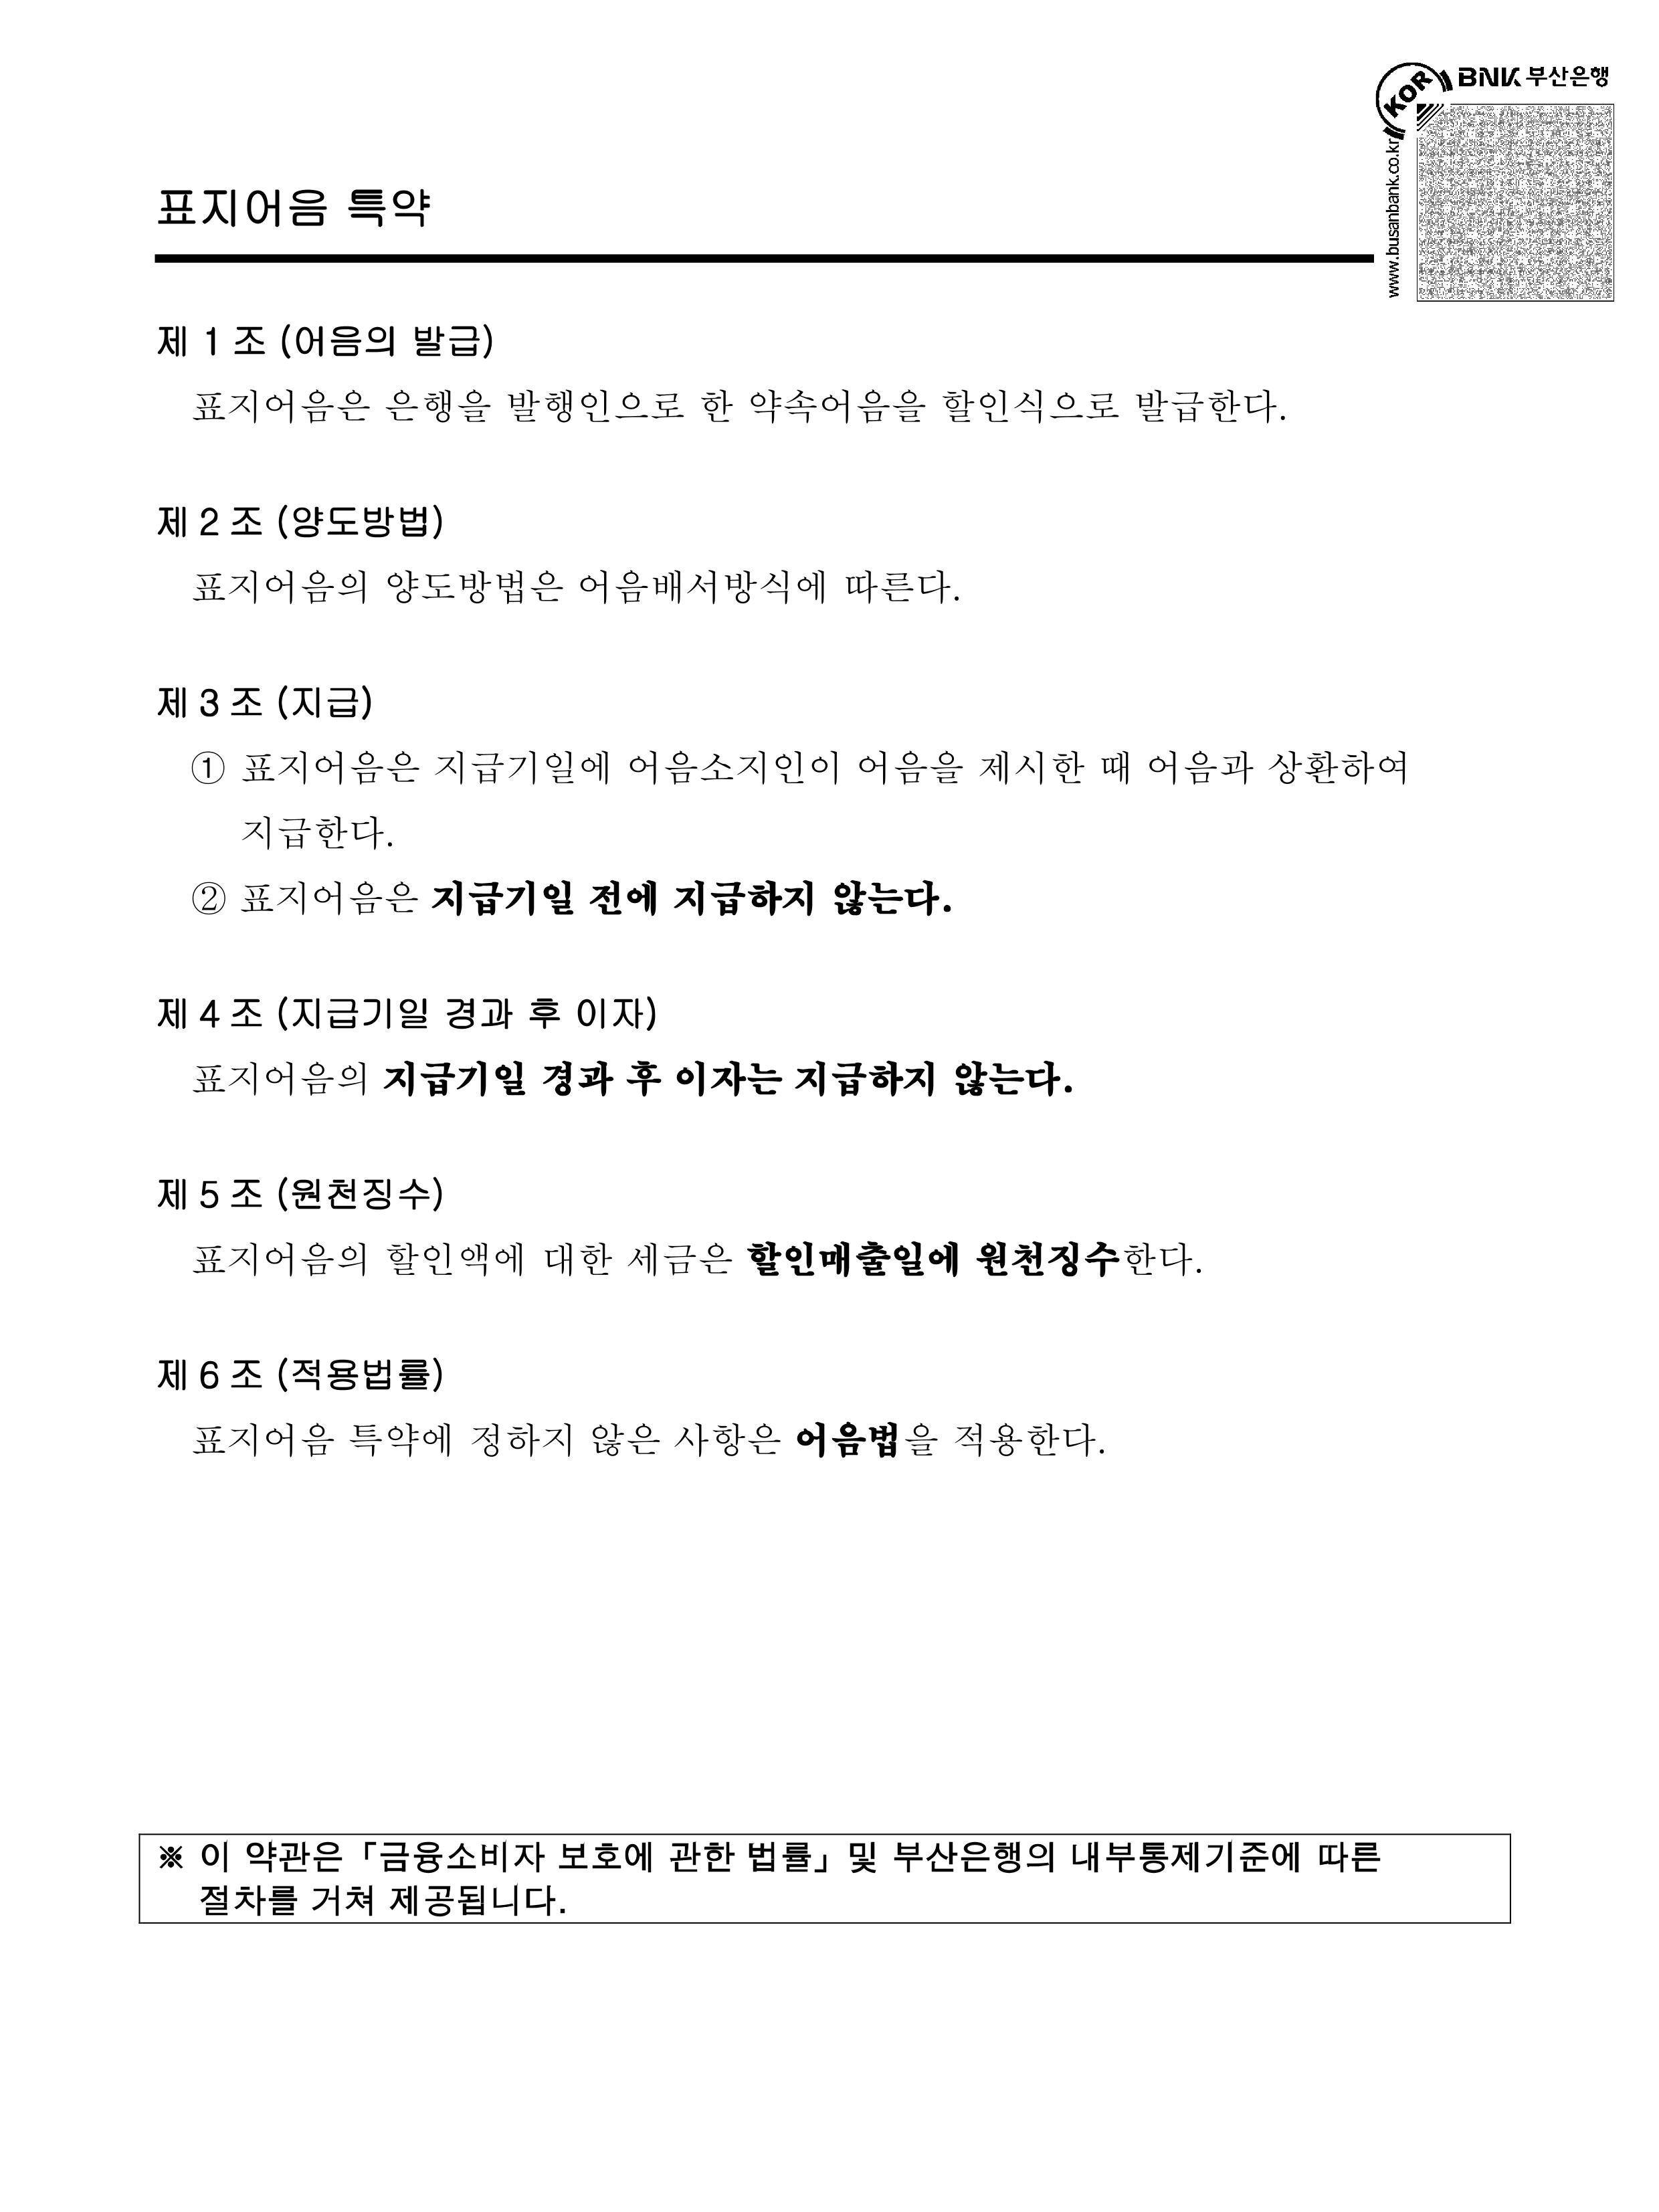 KOR
BNK 부산은행
www.busanbank.co.kr
표지어음 특약
제 1 조 (어음의 발급)
표지어음은 은행을 발행인으로 한 약속어음을 할인식으로 발급한다.
제 2 조 (양도방법)
표지어음의 양도방법은 어음배서방식에 따른다.
제 3 조 (지급)
① 표지어음은 지급기일에 어음소지인이 어음을 제시한 때 어음과 상환하여
지급한다.
② 표지어음은 지급기일 전에 지급하지 않는다.
제 4 조 (지급기일 경과 후 이자)
표지어음의 지급기일 경과 후 이자는 지급하지 않는다.
제 5 조 (원천징수)
표지어음의 할인액에 대한 세금은 할인매출일에 원천징수한다.
제 6 조 (적용법률)
표지어음 특약에 정하지 않은 사항은 어음법을 적용한다.
※ 이 약관은 「금융소비자 보호에 관한 법률」 및 부산은행의 내부통제기준에 따른
절차를 거쳐 제공됩니다.